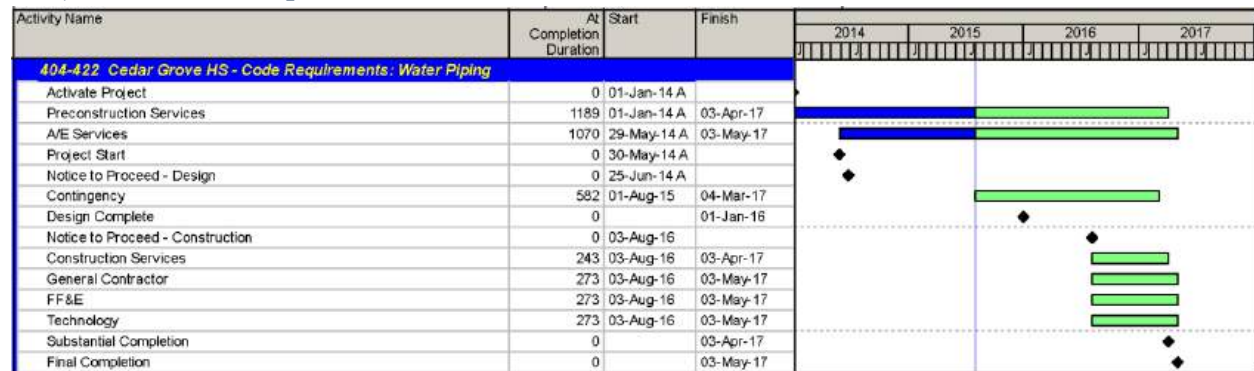 Activity Name At Completion Duration Start Finish
2014 2015 2016 2017
J J J J
404-422 Cedar Grove HS - Code Requirements: Water Piping
Activate Project 0 01-Jan-14 A
Preconstruction Services 1189 01-Jan-14 A 03-Apr-17
A/E Services 1070 29-May-14 A 03-May-17
Project Start 0 30-May-14 A
Notice to Proceed - Design 0 25-Jun-14 A
Contingency 582 01-Aug-15 04-Mar-17
Design Complete 0 01-Jan-16
Notice to Proceed - Construction 0 03-Aug-16
Construction Services 243 03-Aug-16 03-Apr-17
General Contractor 273 03-Aug-16 03-May-17
FF&E 273 03-Aug-16 03-May-17
Technology 273 03-Aug-16 03-May-17
Substantial Completion 0 03-Apr-17
Final Completion 0 03-May-17